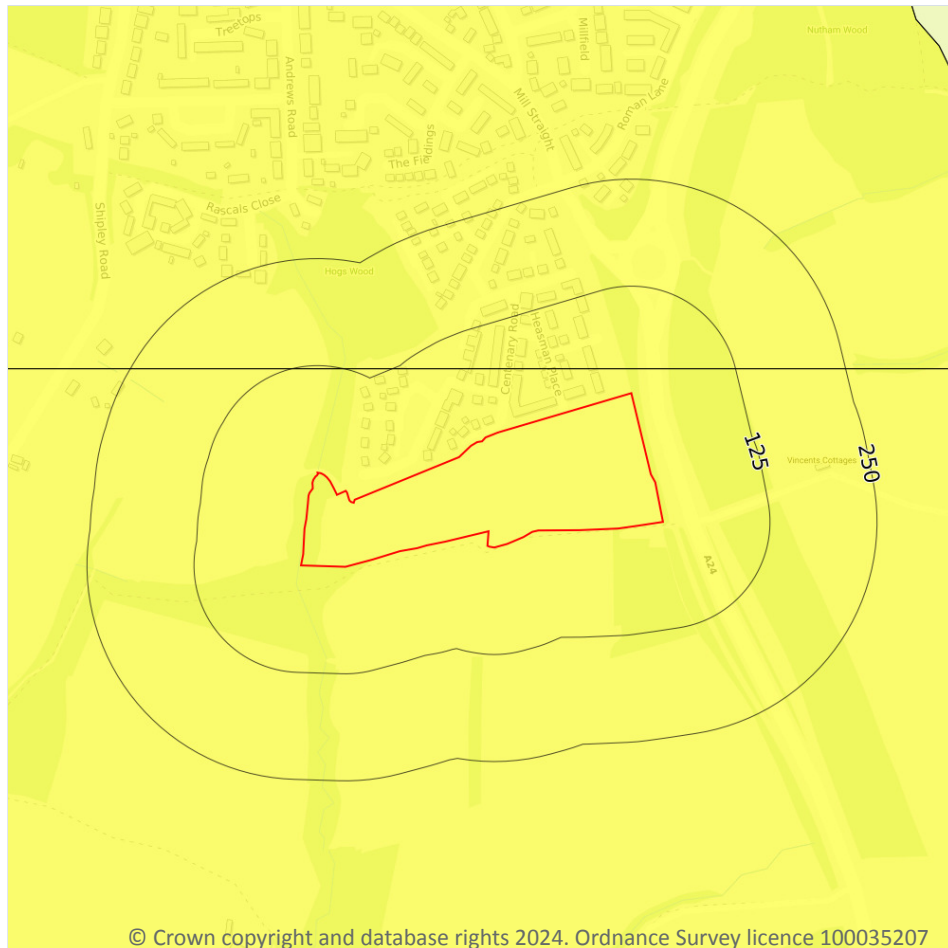 Treetops
Andrews Road
Millfield
Nutham Wood
Mill Straight
Roman Lane
The Fieldings
Rascals Close
Shipley Road
Hogs Wood
Centenary Road
Heasman Place
125
250
Vincents Cottages
A24
© Crown copyright and database rights 2024. Ordnance Survey licence 100035207